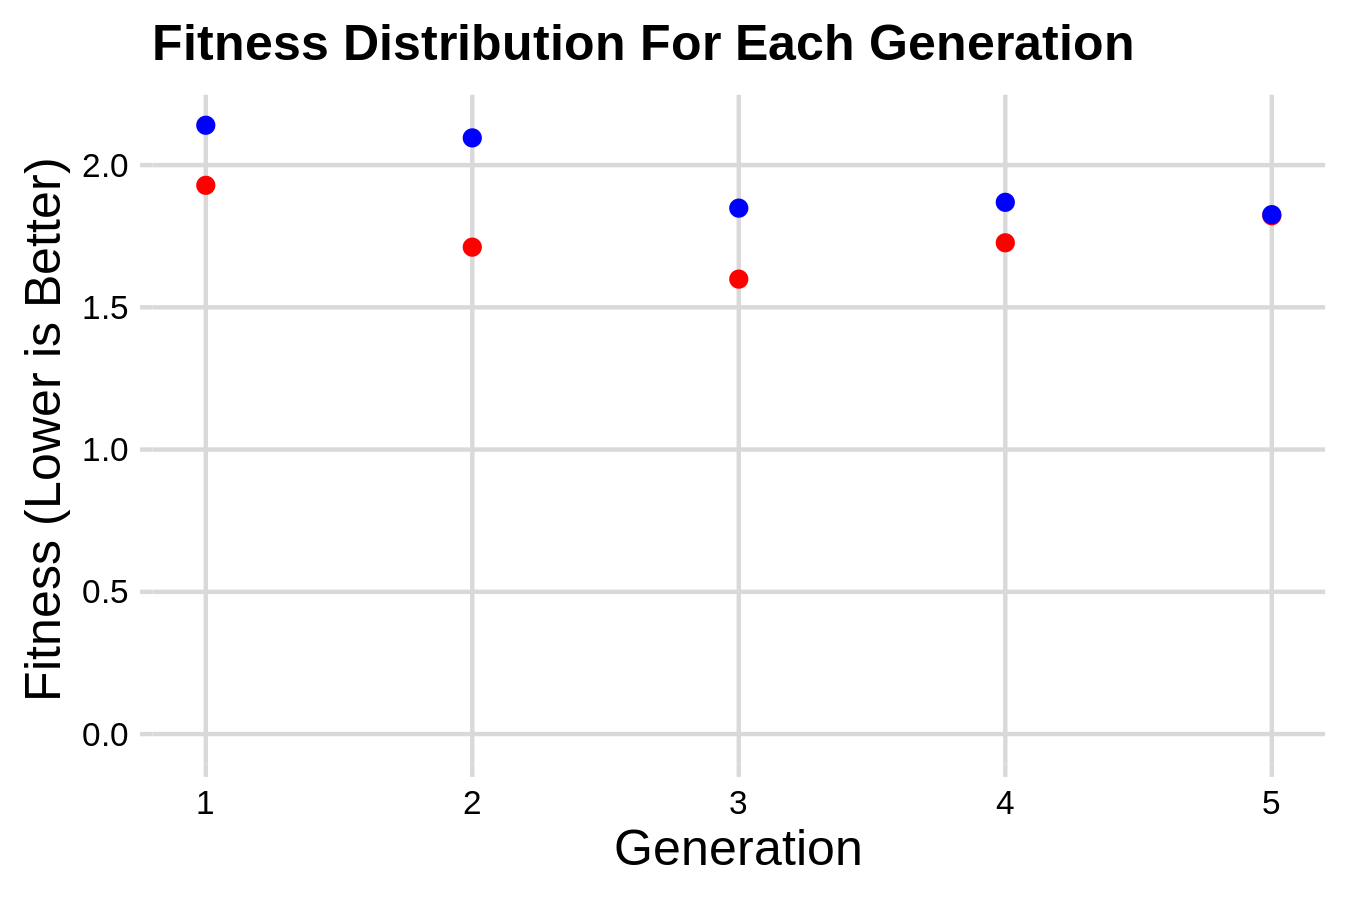 Fitness Distribution For Each Generation
Fitness (Lower is Better)
2.0
1.5
1.0
0.5
0.0
1 2 3 4 5
Generation